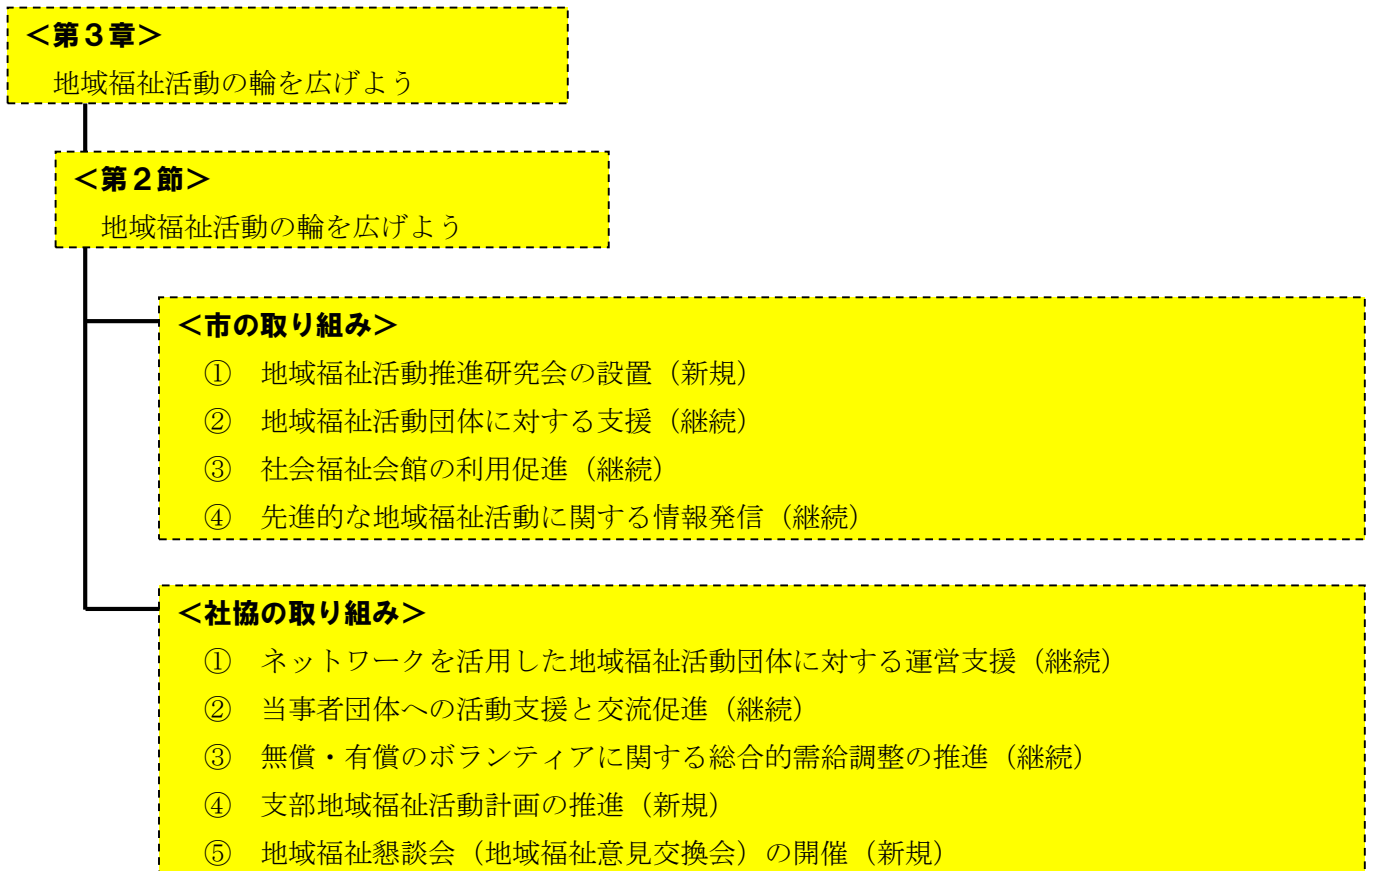 ＜第３章＞
地域福祉活動の輪を広げよう
＜第２節＞
地域福祉活動の輪を広げよう
＜市の取り組み＞
①　地域福祉活動推進研究会の設置（新規）
②　地域福祉活動団体に対する支援（継続）
③　社会福祉会館の利用促進（継続）
④　先進的な地域福祉活動に関する情報発信（継続）
＜社協の取り組み＞
①　ネットワークを活用した地域福祉活動団体に対する運営支援（継続）
②　当事者団体への活動支援と交流促進（継続）
③　無償・有償のボランティアに関する総合的需給調整の推進（継続）
④　支部地域福祉活動計画の推進（新規）
⑤　地域福祉懇談会（地域福祉意見交換会）の開催（新規）